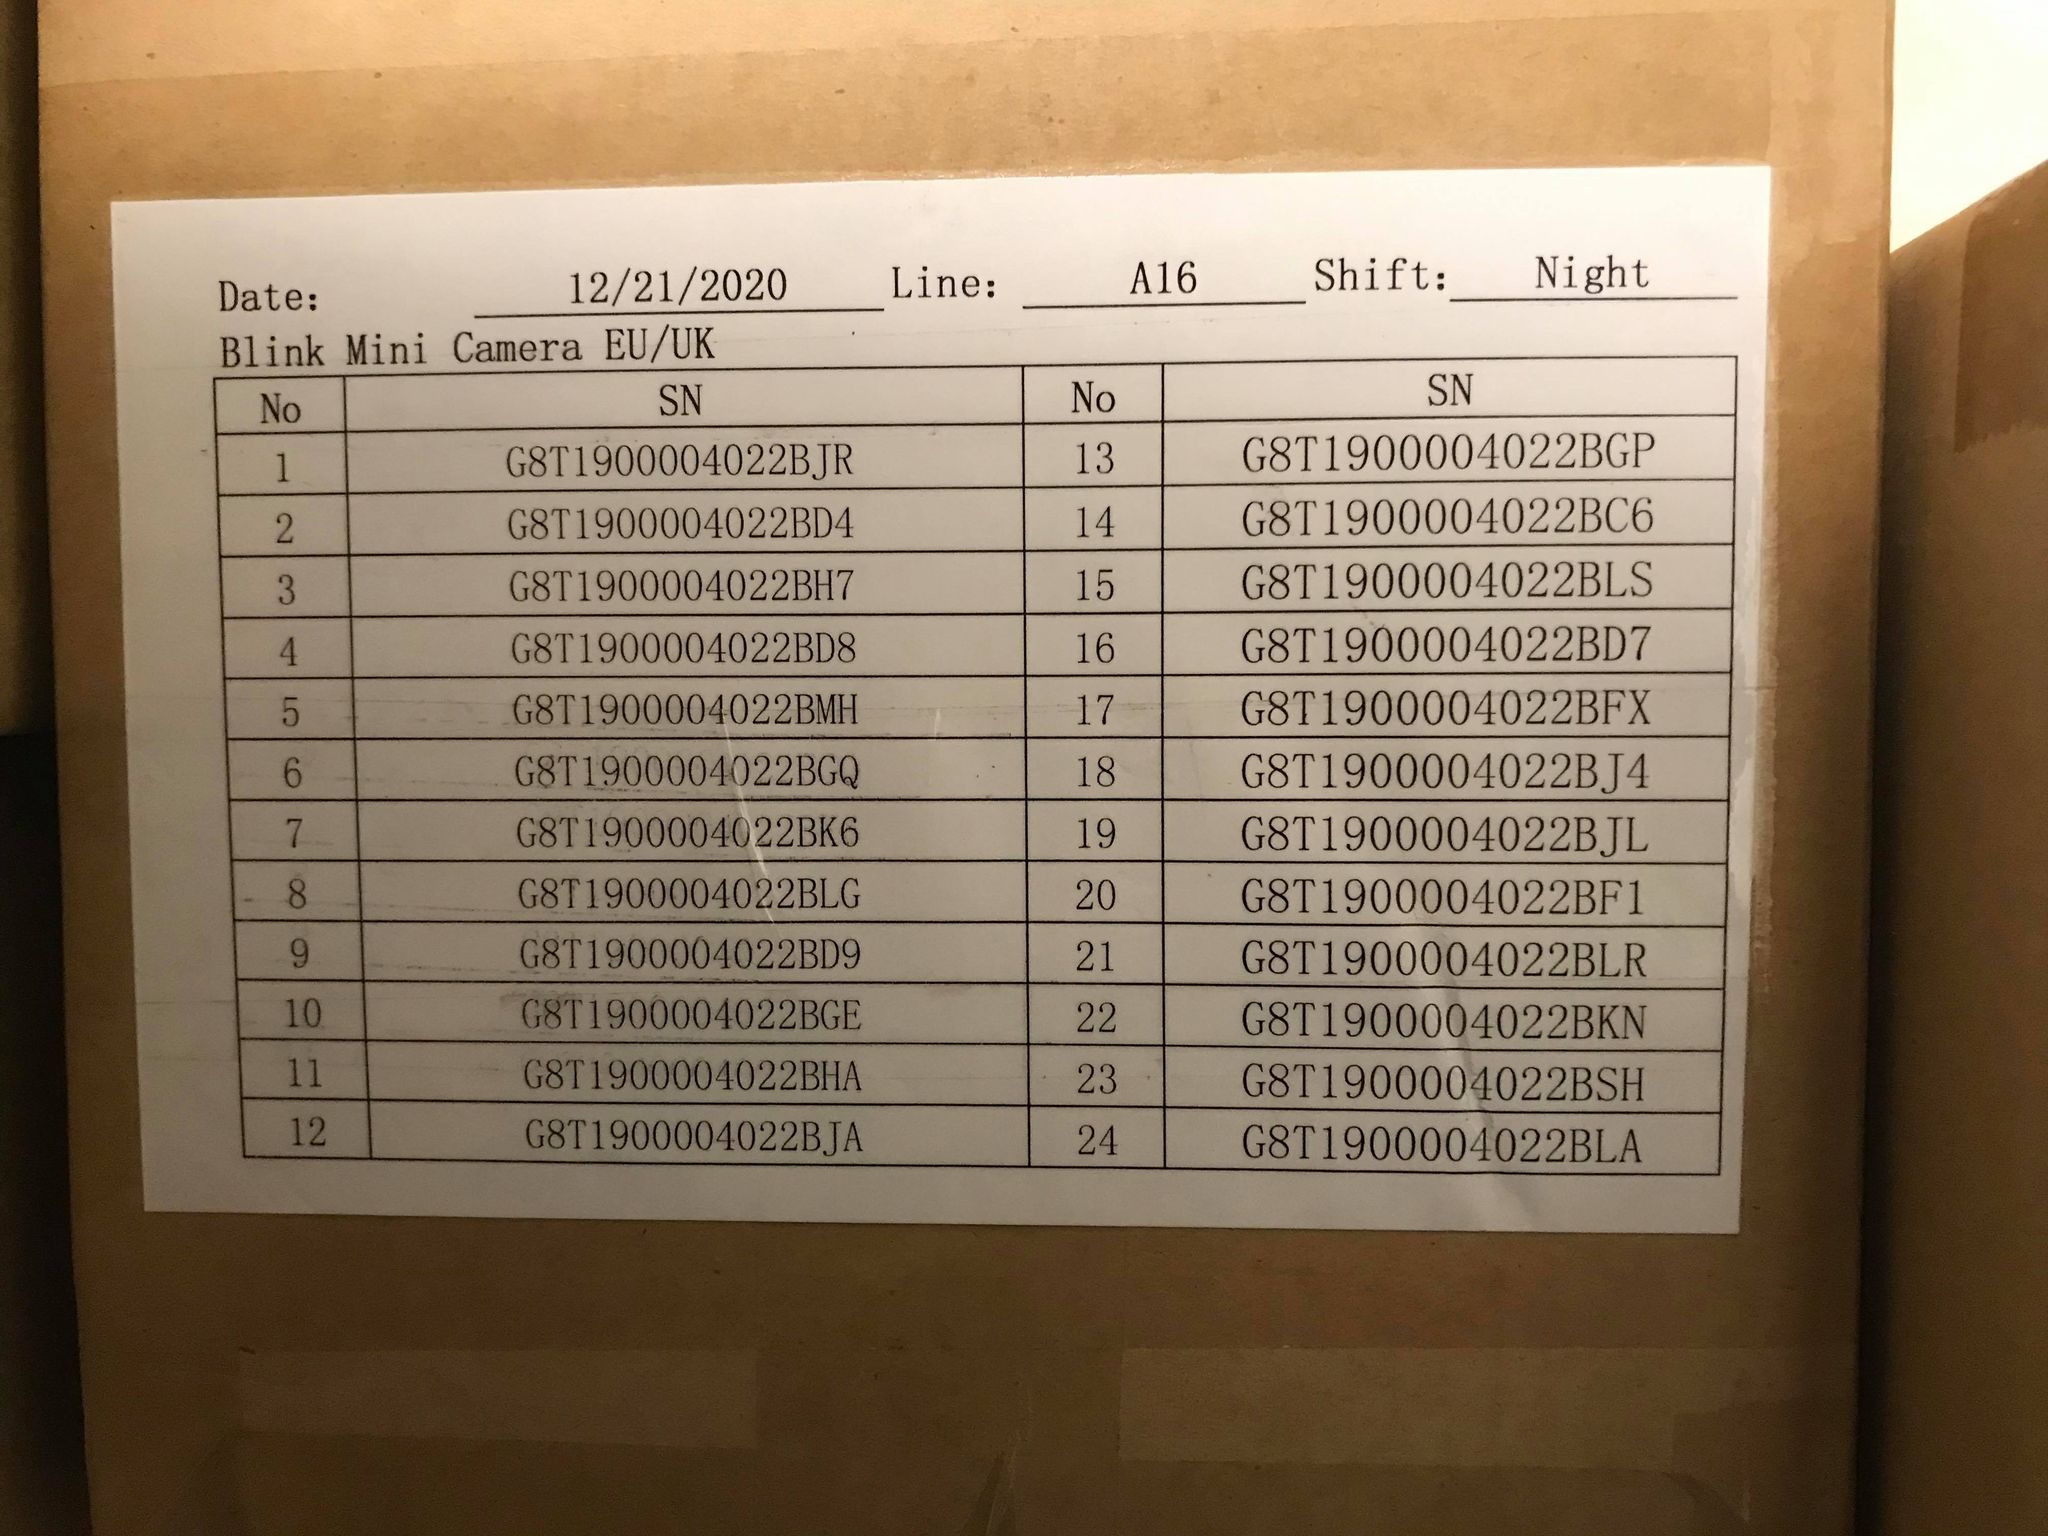 Date: 12/21/2020 Line: A16 Shift: Night
Blink Mini Camera EU/UK
No SN No SN
1 G8T1900004022BJR 13 G8T1900004022BGP
2 G8T1900004022BD4 14 G8T1900004022BC6
3 G8T1900004022BH7 15 G8T1900004022BLS
4 G8T1900004022BD8 16 G8T1900004022BD7
5 G8T1900004022BMH 17 G8T1900004022BFX
6 G8T1900004022BGQ 18 G8T1900004022BJ4
7 G8T1900004022BK6 19 G8T1900004022BJL
8 G8T1900004022BLG 20 G8T1900004022BF1
9 G8T1900004022BD9 21 G8T1900004022BLR
10 G8T1900004022BGE 22 G8T1900004022BKN
11 G8T1900004022BHA 23 G8T1900004022BSH
12 G8T1900004022BJA 24 G8T1900004022BLA